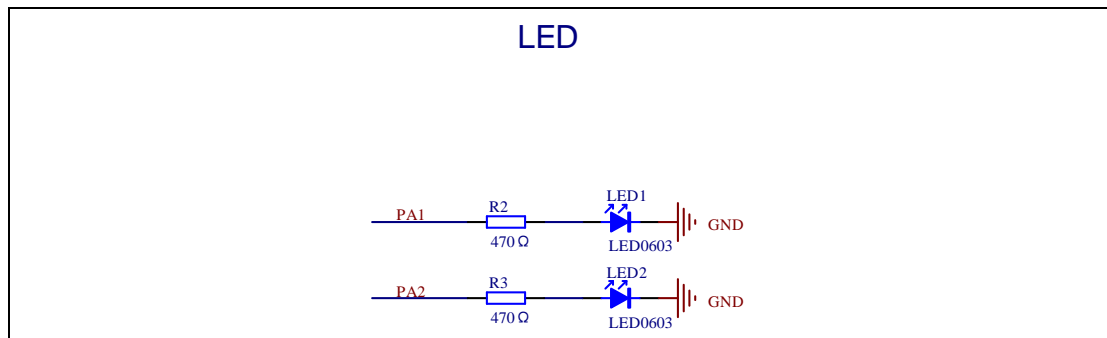 LED
LED1
PA1 R2
GND
470Ω LED0603
LED2
PA2 R3
GND
470Ω LED0603